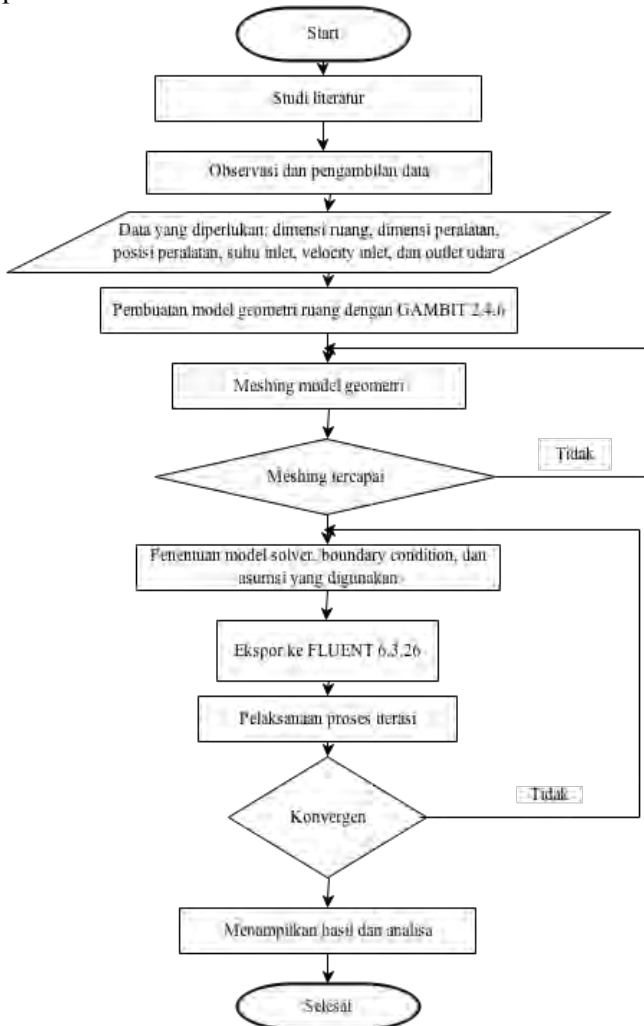 Start
Studi literatur
Observasi dan pengambilan data
Data yang diperlukan: dimensi ruang, dimensi peralatan,
posisi peralatan, suhu inlet, velocity inlet, dan outlet udara
Pembuatan model geometri ruang dengan GAMBIT 2.4.6
Meshing model geometri
Meshing tercapai
Tidak
Penentuan model solver, boundary condition, dan
asumsi yang digunakan
Ekspor ke FLUENT 6.3.26
Pelaksanaan proses iterasi
Konvergen
Tidak
Menampilkan hasil dan analisa
Selesai